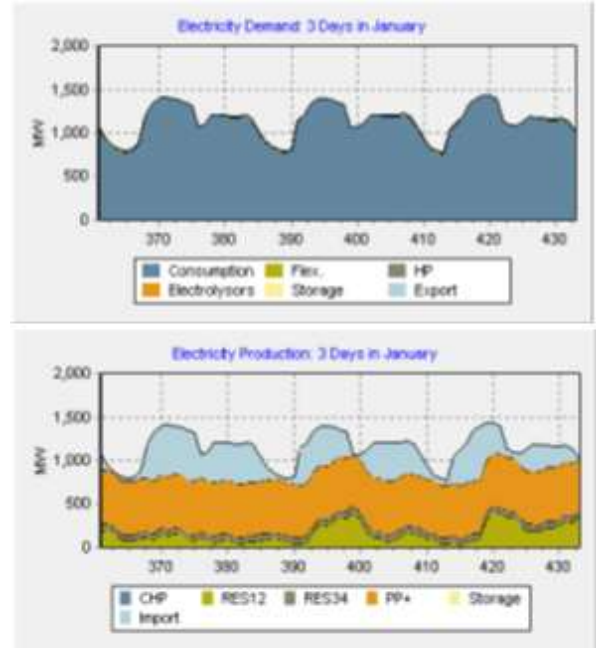 Electricity Demand: 3 Days in January
2,000
1,500
1,000
500
0
MW
370 380 390 400 410 420 430
Consumption Flex. HP
Electrolysors Storage Export
Electricity Production: 3 Days in January
2,000
1,500
1,000
500
0
MW
370 380 390 400 410 420 430
CHP RES12 RES34 PP+ Storage
Import